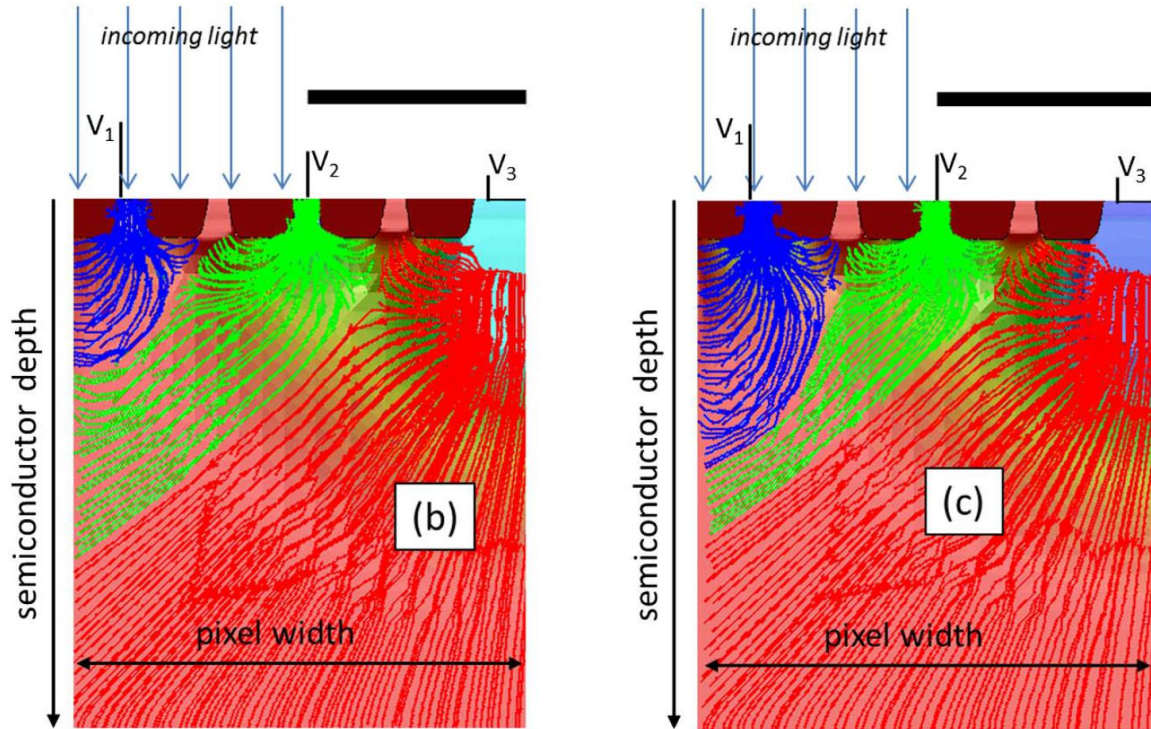 incoming light
V1
V2
V3
semiconductor depth
(b)
pixel width
incoming light
V1
V2
V3
semiconductor depth
(c)
pixel width